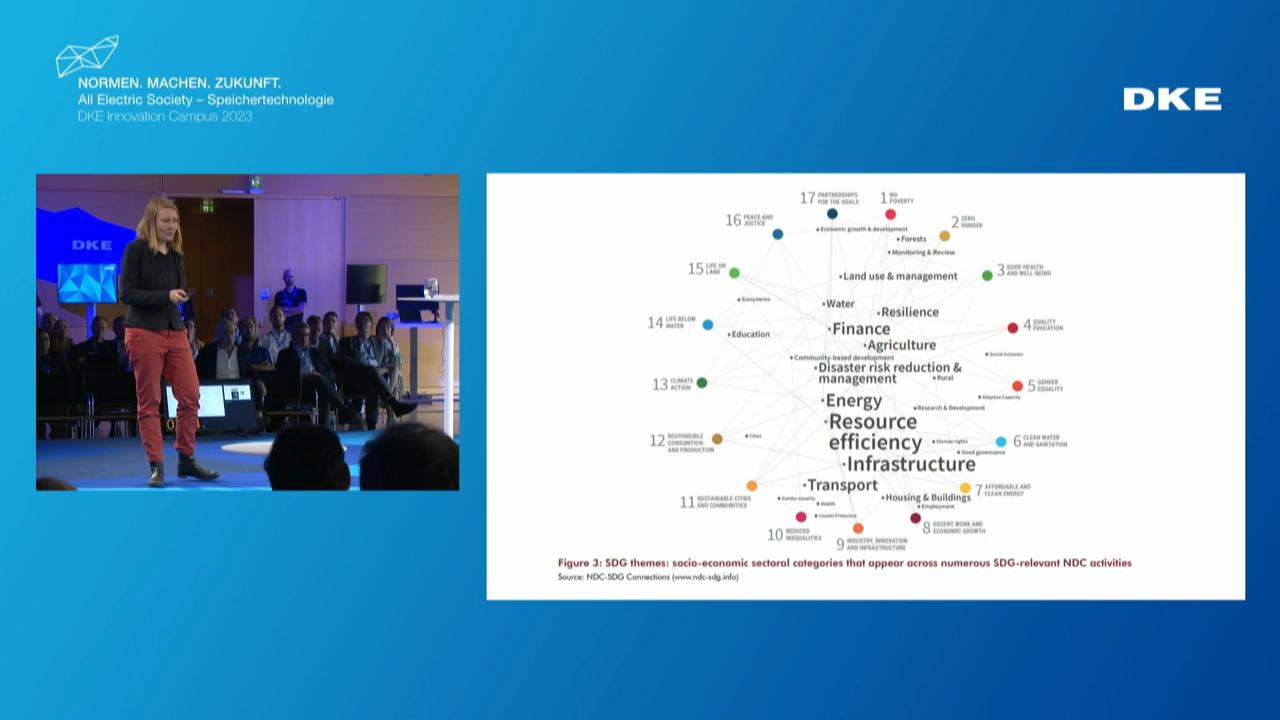 NORMEN. MACHEN. ZUKUNFT.
All Electric Society – Speichertechnologie
DKE Innovation Campus 2023
DKE
DKE
17 PARTNERSHIPS
FOR THE GOALS
1 NO
POVERTY
2 ZERO
HUNGER
3 GOOD HEALTH
AND WELL-BEING
4 QUALITY
EDUCATION
5 GENDER
EQUALITY
6 CLEAN WATER
AND SANITATION
7 AFFORDABLE AND
CLEAN ENERGY
8 DECENT WORK AND
ECONOMIC GROWTH
9 INDUSTRY, INNOVATION
AND INFRASTRUCTURE
10 REDUCED
INEQUALITIES
11 SUSTAINABLE CITIES
AND COMMUNITIES
12 RESPONSIBLE
CONSUMTION
AND PRODUCTION
13 CLIMATE
ACTION
14 LIFE BELOW
WATER
15 LIFE ON
LAND
16 PEACE AND
JUSTICE
Economic growth & development
Forests
Monitoring & Review
Land use & management
Ecosystems
Water
Resilience
Finance
Education
Agriculture
Social inclusion
Community-based development
Disaster risk reduction &
management
Rural
Adaptive Capacity
Energy
Research & Development
Resource
efficiency
Cities
Human rights
Good governance
Infrastructure
Transport
Gender equality
Housing & Buildings
Health
Employment
Coastal Protection
Figure 3: SDG themes: socio-economic sectoral categories that appear across numerous SDG-relevant NDC activities
Source: NDC-SDG Connections (www.ndc-sdg.info)